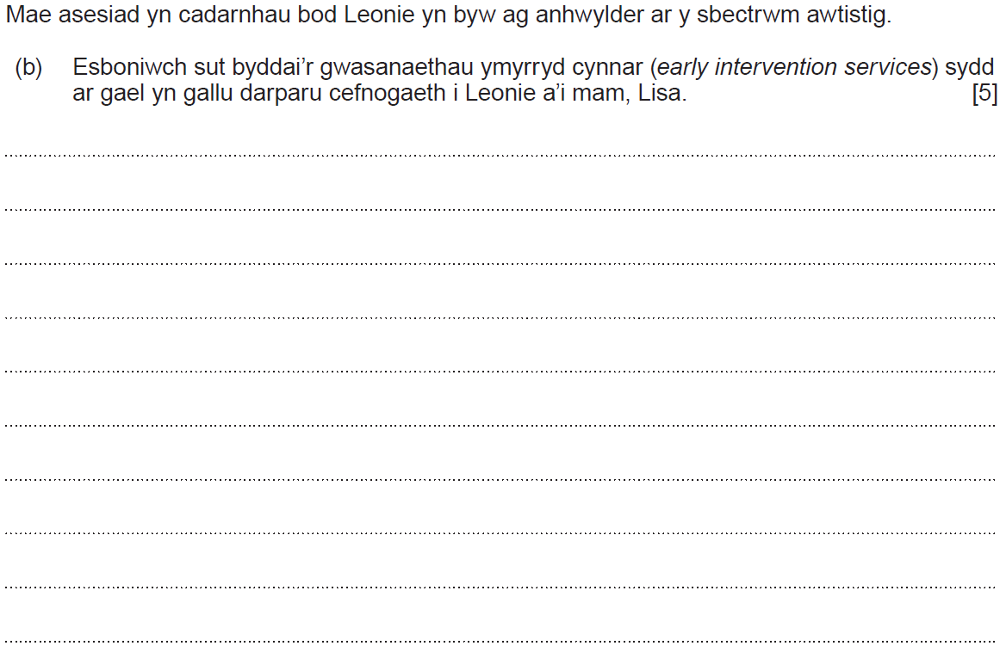 Mae asesiad yn cadarnhau bod Leonie yn byw ag anhwylder ar y sbectrwm awtistig.
(b) Esboniwch sut byddai’r gwasanaethau ymyrryd cynnar (early intervention services) sydd
ar gael yn gallu darparu cefnogaeth i Leonie a’i mam, Lisa. [5]